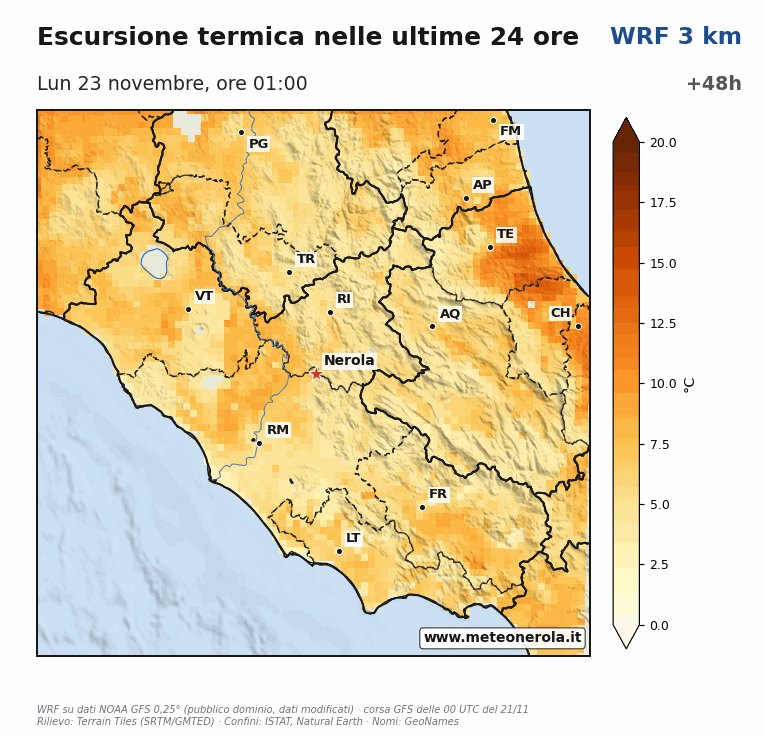 Escursione termica nelle ultime 24 ore WRF 3 km
Lun 23 novembre, ore 01:00 +48h
FM
PG
AP
TE
TR
VT
RI
AQ
CH
Nerola
RM
FR
LT
www.meteonerola.it
20.0
17.5
15.0
12.5
10.0
7.5
5.0
2.5
0.0
°C
WRF su dati NOAA GFS 0,25° (pubblico dominio, dati modificati) · corsa GFS delle 00 UTC del 21/11
Rilievo: Terrain Tiles (SRTM/GMTED) · Confini: ISTAT, Natural Earth · Nomi: GeoNames